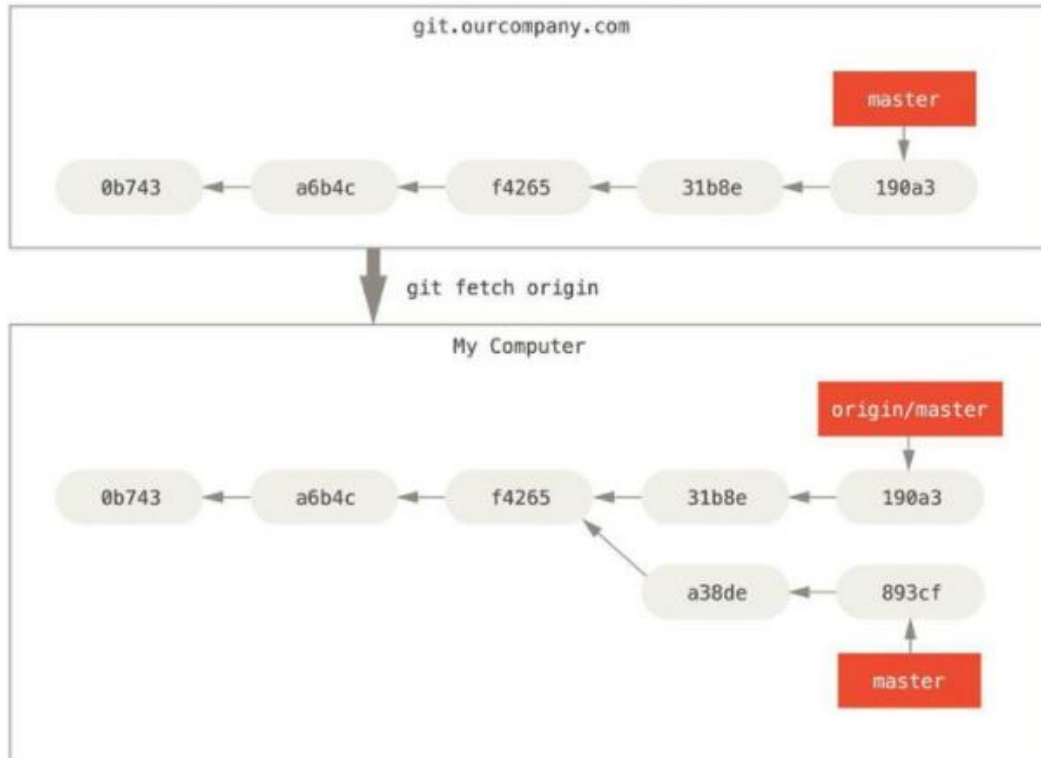 git.ourcompany.com
master
0b743 a6b4c f4265 31b8e 190a3
git fetch origin
My Computer
origin/master
0b743 a6b4c f4265 31b8e 190a3
a38de 893cf
master